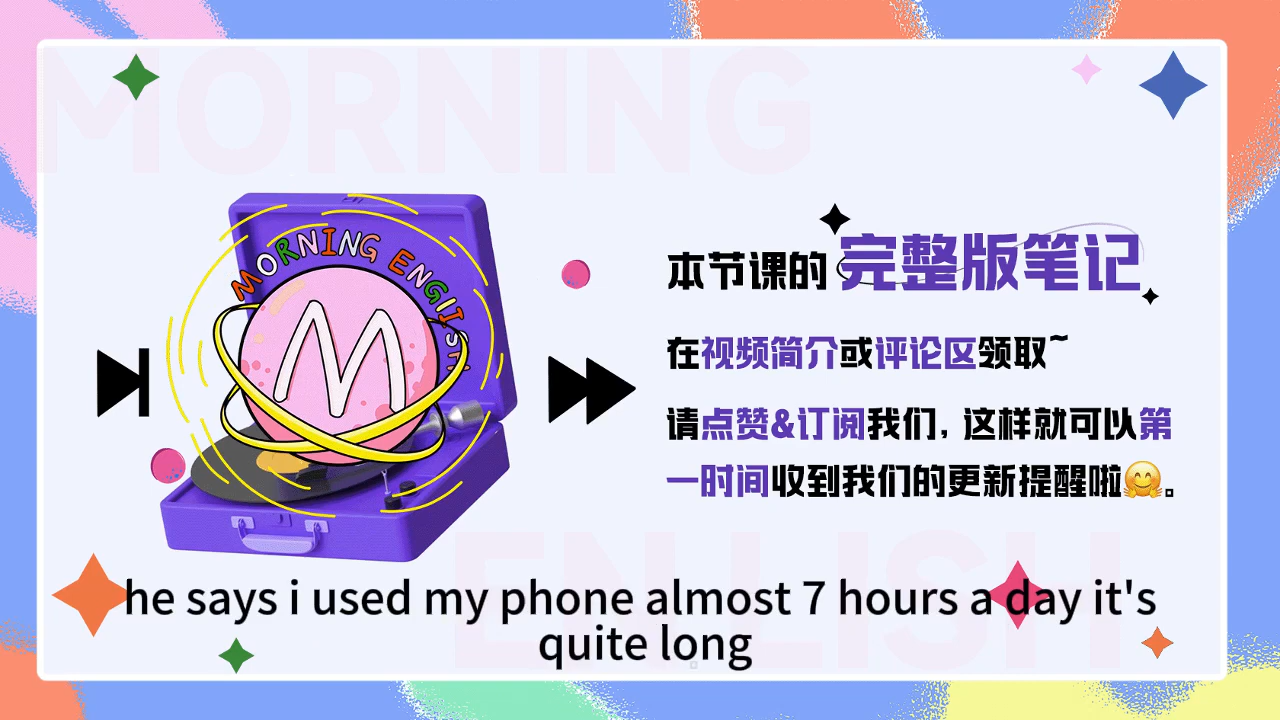 MORNING
MORNING ENGlISH
M
本节课的 完整版笔记
在视频简介或评论区领取~
请点赞&订阅我们, 这样就可以第
一时间收到我们的更新提醒啦🤗。
he says i used my phone almost 7 hours a day it's
quite long